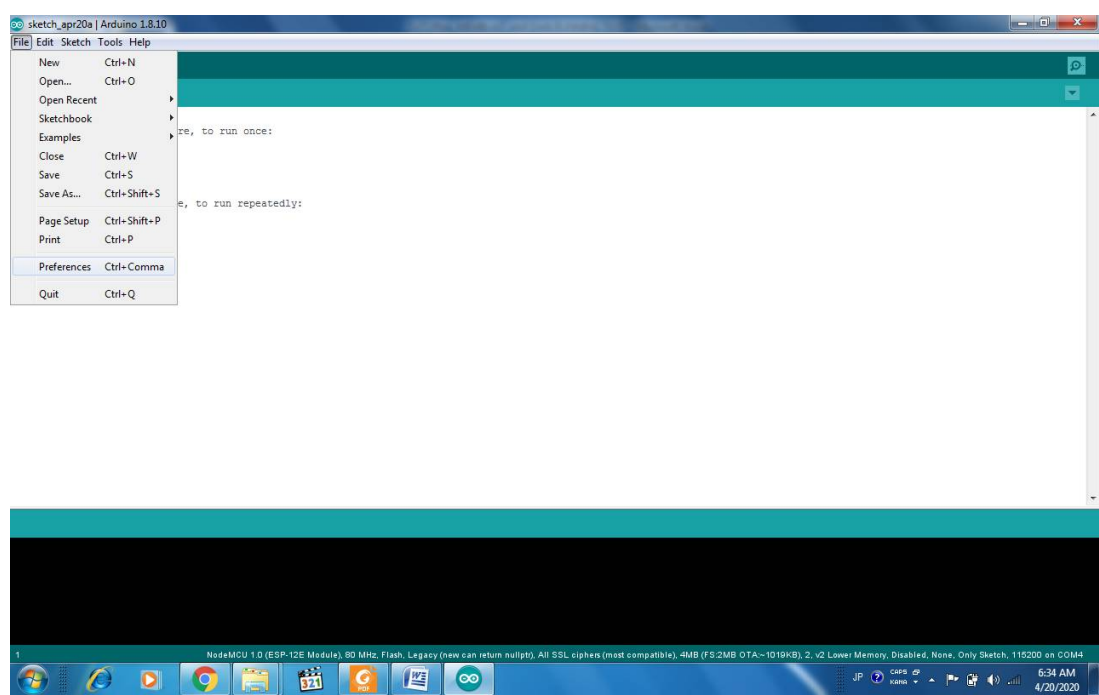 sketch_apr20a | Arduino 1.8.10
File Edit Sketch Tools Help
New Ctrl+N
Open... Ctrl+O
Open Recent
Sketchbook
Examples
Close Ctrl+W
Save Ctrl+S
Save As... Ctrl+Shift+S
Page Setup Ctrl+Shift+P
Print Ctrl+P
Preferences Ctrl+Comma
Quit Ctrl+Q
re, to run once:
e, to run repeatedly:
1 NodeMCU 1.0 (ESP-12E Module), 80 MHz, Flash, Legacy (new can return nullptr), All SSL ciphers (most compatible), 4MB (FS:2MB OTA:~1019KB), 2, v2 Lower Memory, Disabled, None, Only Sketch, 115200 on COM4
321
PDF
W
JP
CAPS
KANA
6:34 AM
4/20/2020